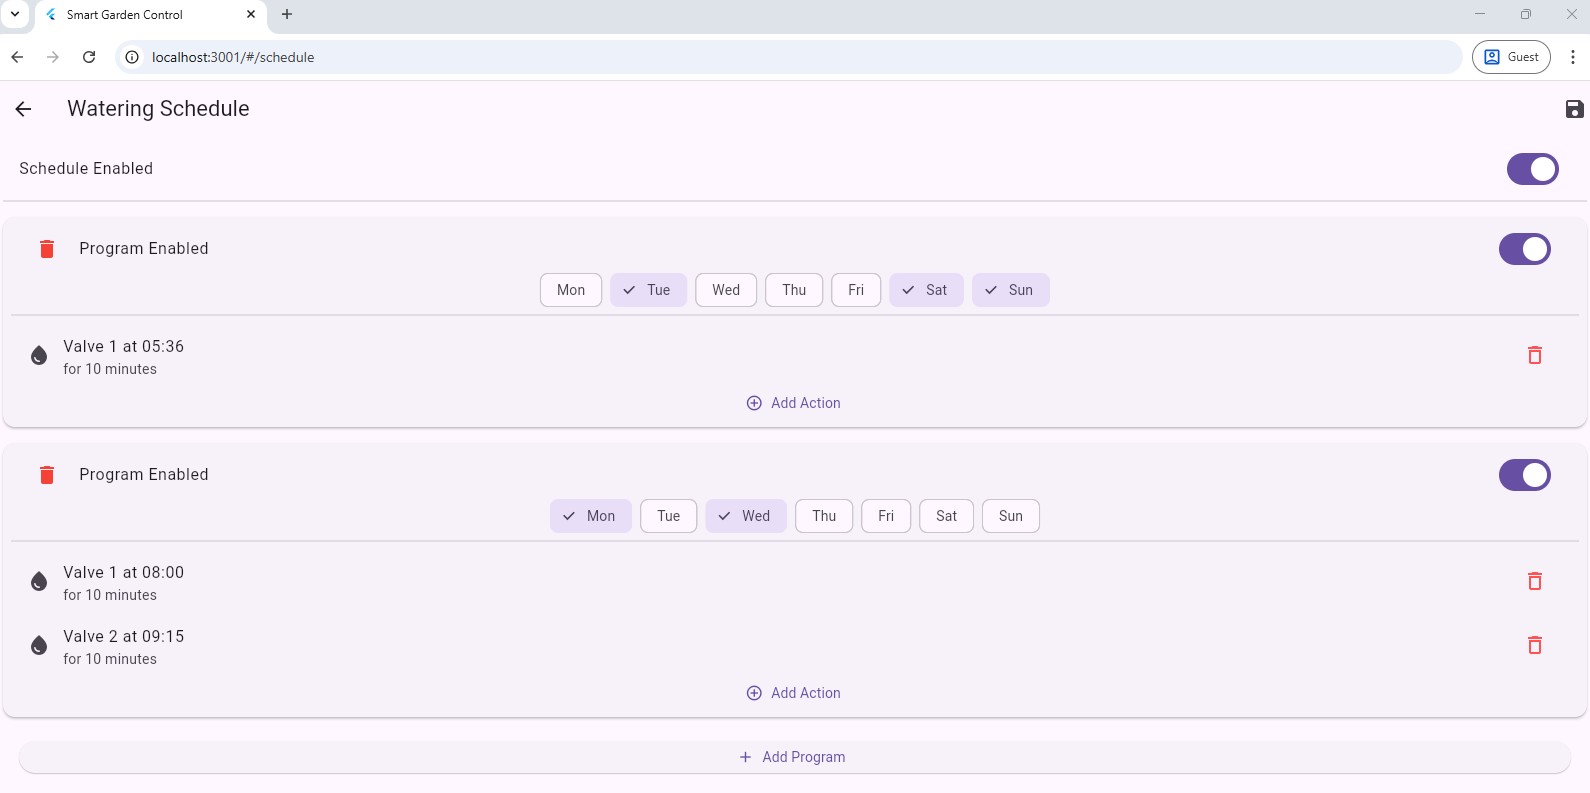 Smart Garden Control
localhost:3001/#/schedule
Guest
Watering Schedule
Schedule Enabled
Program Enabled
Mon Tue Wed Thu Fri Sat Sun
Valve 1 at 05:36
for 10 minutes
Add Action
Program Enabled
Mon Tue Wed Thu Fri Sat Sun
Valve 1 at 08:00
for 10 minutes
Valve 2 at 09:15
for 10 minutes
Add Action
Add Program